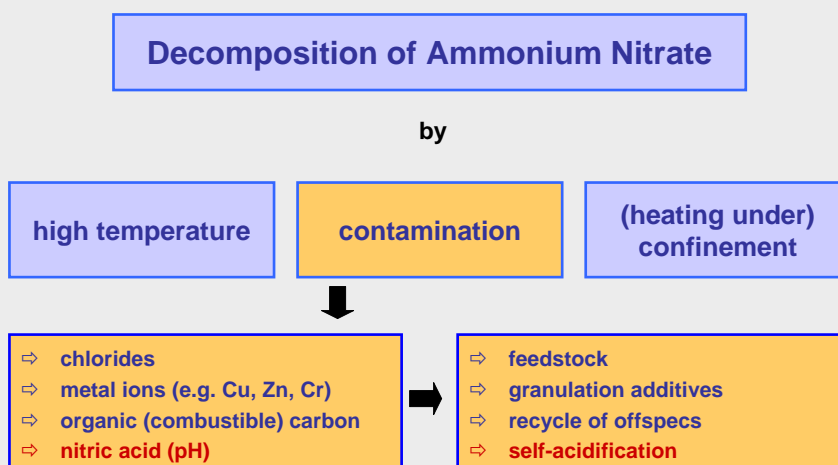 Decomposition of Ammonium Nitrate
by
high temperature
contamination
(heating under)
confinement
⇨ chlorides
⇨ metal ions (e.g. Cu, Zn, Cr)
⇨ organic (combustible) carbon
⇨ nitric acid (pH)
⇨ feedstock
⇨ granulation additives
⇨ recycle of offspecs
⇨ self-acidification